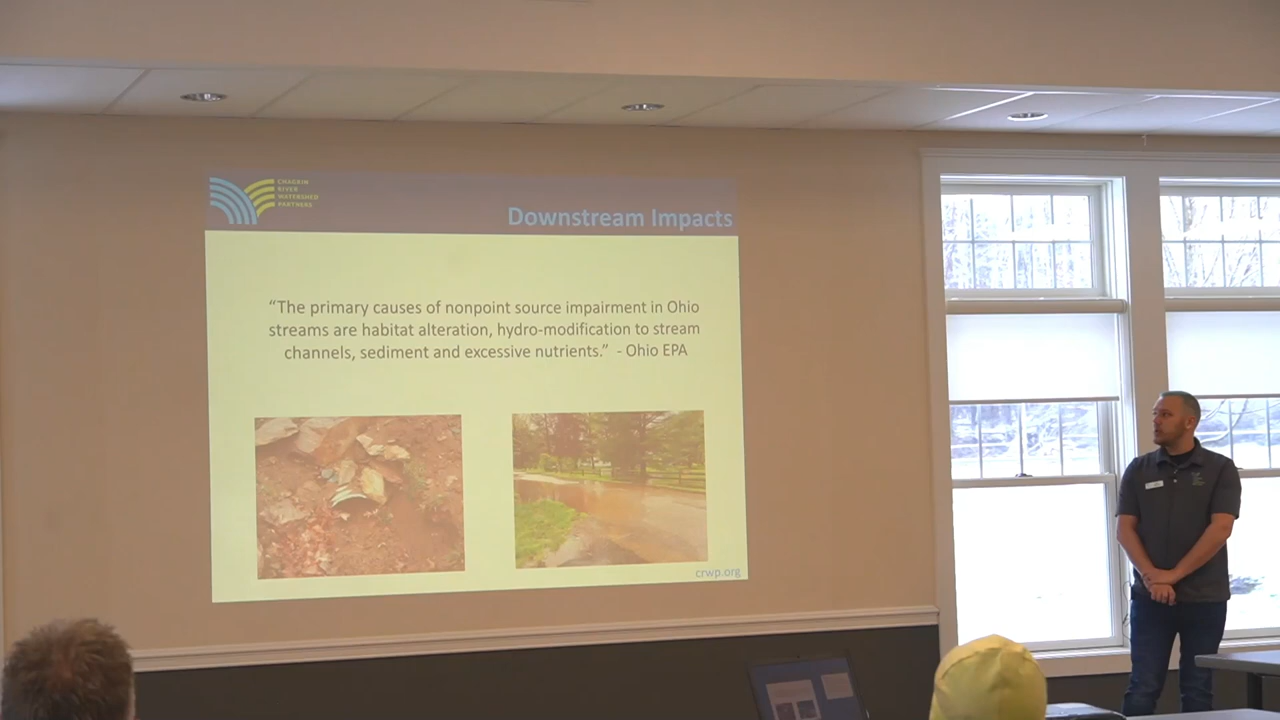 CHAGRIN
RIVER
WATERSHED
PARTNERS
Downstream Impacts
“The primary causes of nonpoint source impairment in Ohio
streams are habitat alteration, hydro-modification to stream
channels, sediment and excessive nutrients.” - Ohio EPA
crwp.org